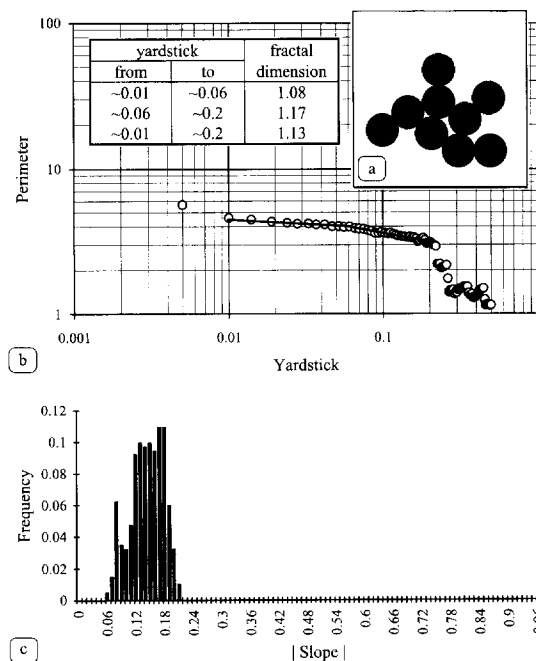 100
10
1
Perimeter
yardstick fractal
from to dimension
~0.01 ~0.06 1.08
~0.06 ~0.2 1.17
~0.01 ~0.2 1.13
a
0.001 0.01 0.1 1
b
Yardstick
0.12
0.1
0.08
0.06
0.04
0.02
0
Frequency
0 0.06 0.12 0.18 0.24 0.3 0.36 0.42 0.48 0.54 0.6 0.66 0.72 0.78 0.84 0.9 0.96
c
| Slope |